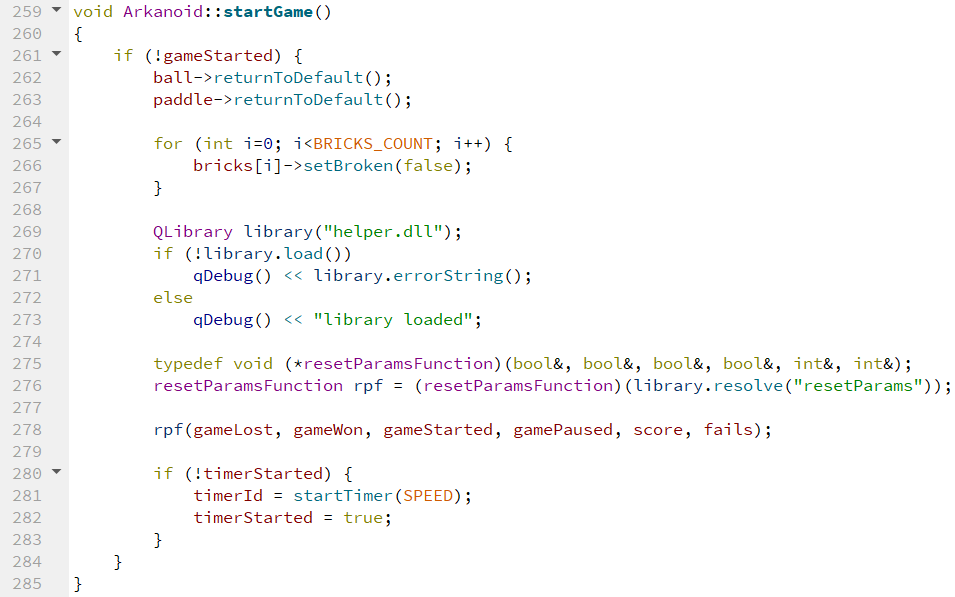 259 void Arkanoid::startGame()
260 {
261     if (!gameStarted) {
262         ball->returnToDefault();
263         paddle->returnToDefault();
264
265         for (int i=0; i<BRICKS_COUNT; i++) {
266             bricks[i]->setBroken(false);
267         }
268
269         QLibrary library("helper.dll");
270         if (!library.load())
271             qDebug() << library.errorString();
272         else
273             qDebug() << "library loaded";
274
275         typedef void (*resetParamsFunction)(bool&, bool&, bool&, bool&, int&, int&);
276         resetParamsFunction rpf = (resetParamsFunction)(library.resolve("resetParams"));
277
278         rpf(gameLost, gameWon, gameStarted, gamePaused, score, fails);
279
280         if (!timerStarted) {
281             timerId = startTimer(SPEED);
282             timerStarted = true;
283         }
284     }
285 }